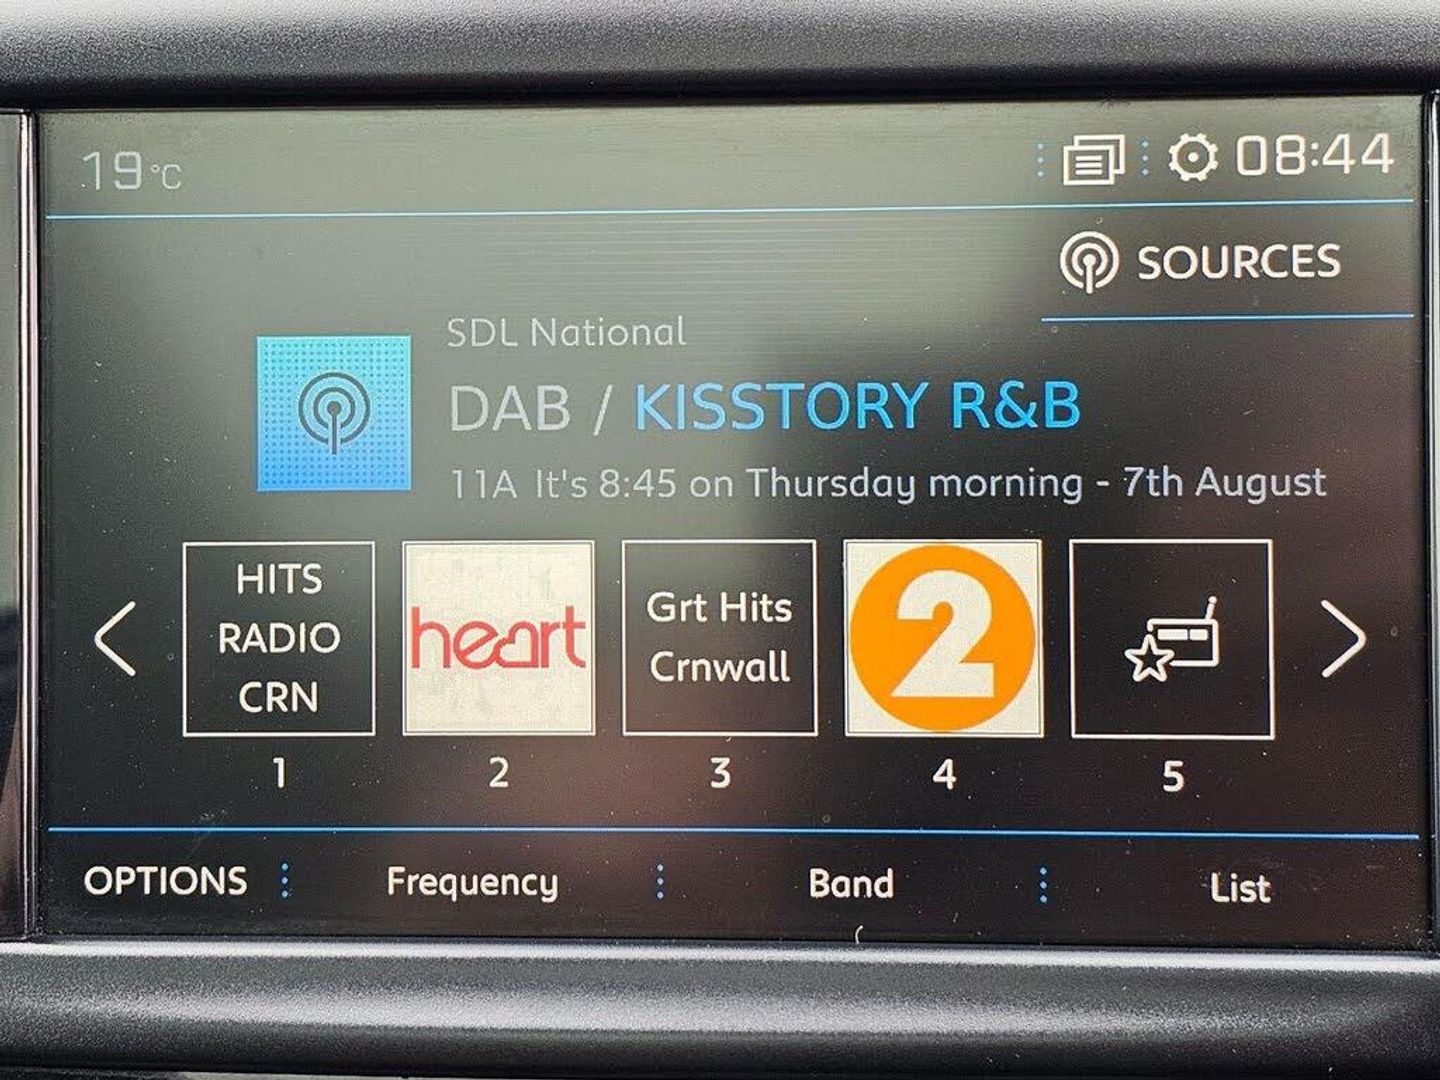 19°C
08:44
SOURCES
SDL National
DAB / KISSTORY R&B
11A It's 8:45 on Thursday morning - 7th August
HITS
RADIO
CRN
heart
Grt Hits
Crnwall
2
1
2
3
4
5
OPTIONS
Frequency
Band
List